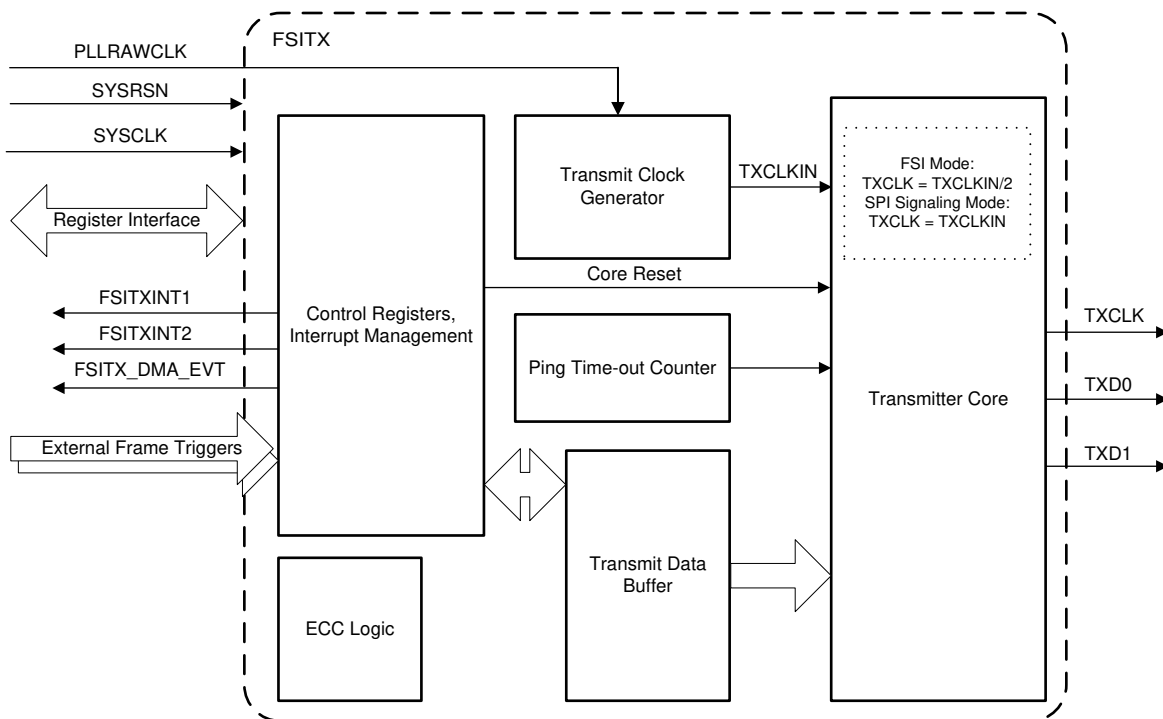 FSITX
PLLRAWCLK
SYSRSN
SYSCLK
Register Interface
FSITXINT1
FSITXINT2
FSITX_DMA_EVT
External Frame Triggers
Control Registers,
Interrupt Management
ECC Logic
Transmit Clock
Generator
TXCLKIN
Core Reset
Ping Time-out Counter
Transmit Data
Buffer
FSI Mode:
TXCLK = TXCLKIN/2
SPI Signaling Mode:
TXCLK = TXCLKIN
Transmitter Core
TXCLK
TXD0
TXD1